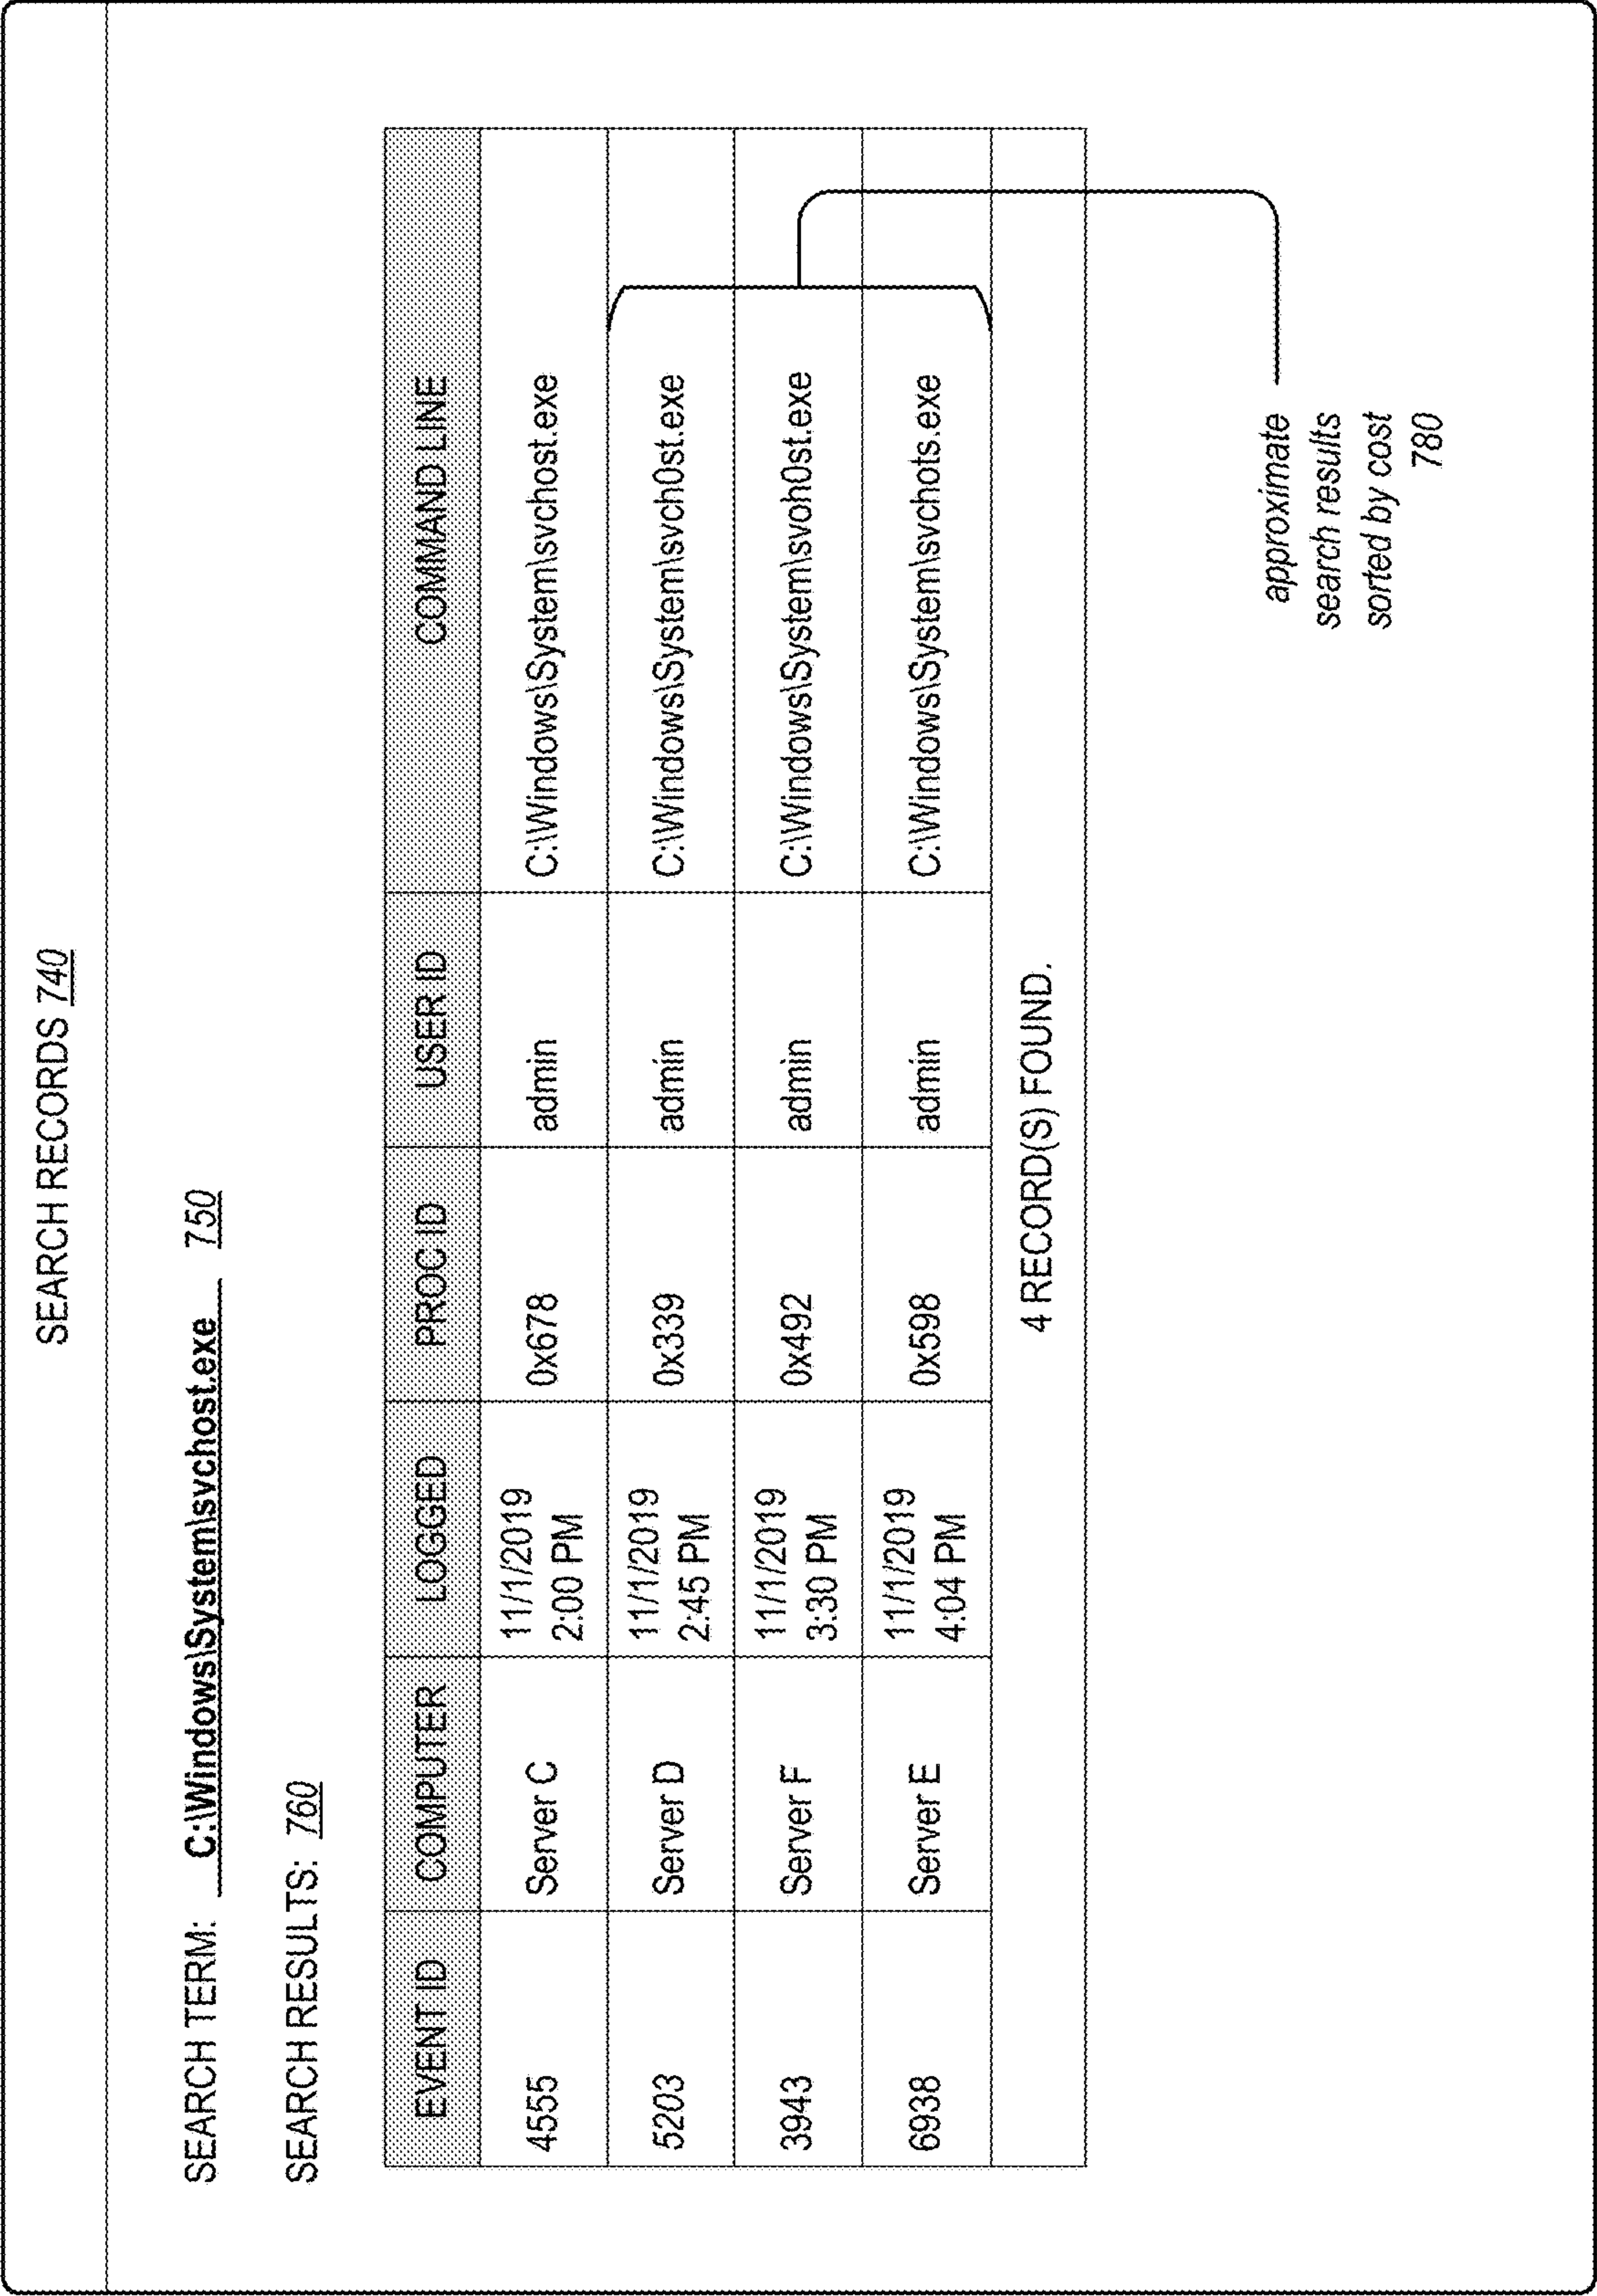 SEARCH RECORDS 740
SEARCH TERM: C:\Windows\System\svchost.exe 750
SEARCH RESULTS: 760
EVENT ID COMPUTER LOGGED PROC ID USER ID COMMAND LINE
4555 Server C 11/1/2019 2:00 PM 0x678 admin C:\Windows\System\svchost.exe
5203 Server D 11/1/2019 2:45 PM 0x339 admin C:\Windows\System\svch0st.exe
3943 Server F 11/1/2019 3:30 PM 0x492 admin C:\Windows\System\svoh0st.exe
6938 Server E 11/1/2019 4:04 PM 0x598 admin C:\Windows\System\svchots.exe
4 RECORD(S) FOUND.
approximate
search results
sorted by cost
780